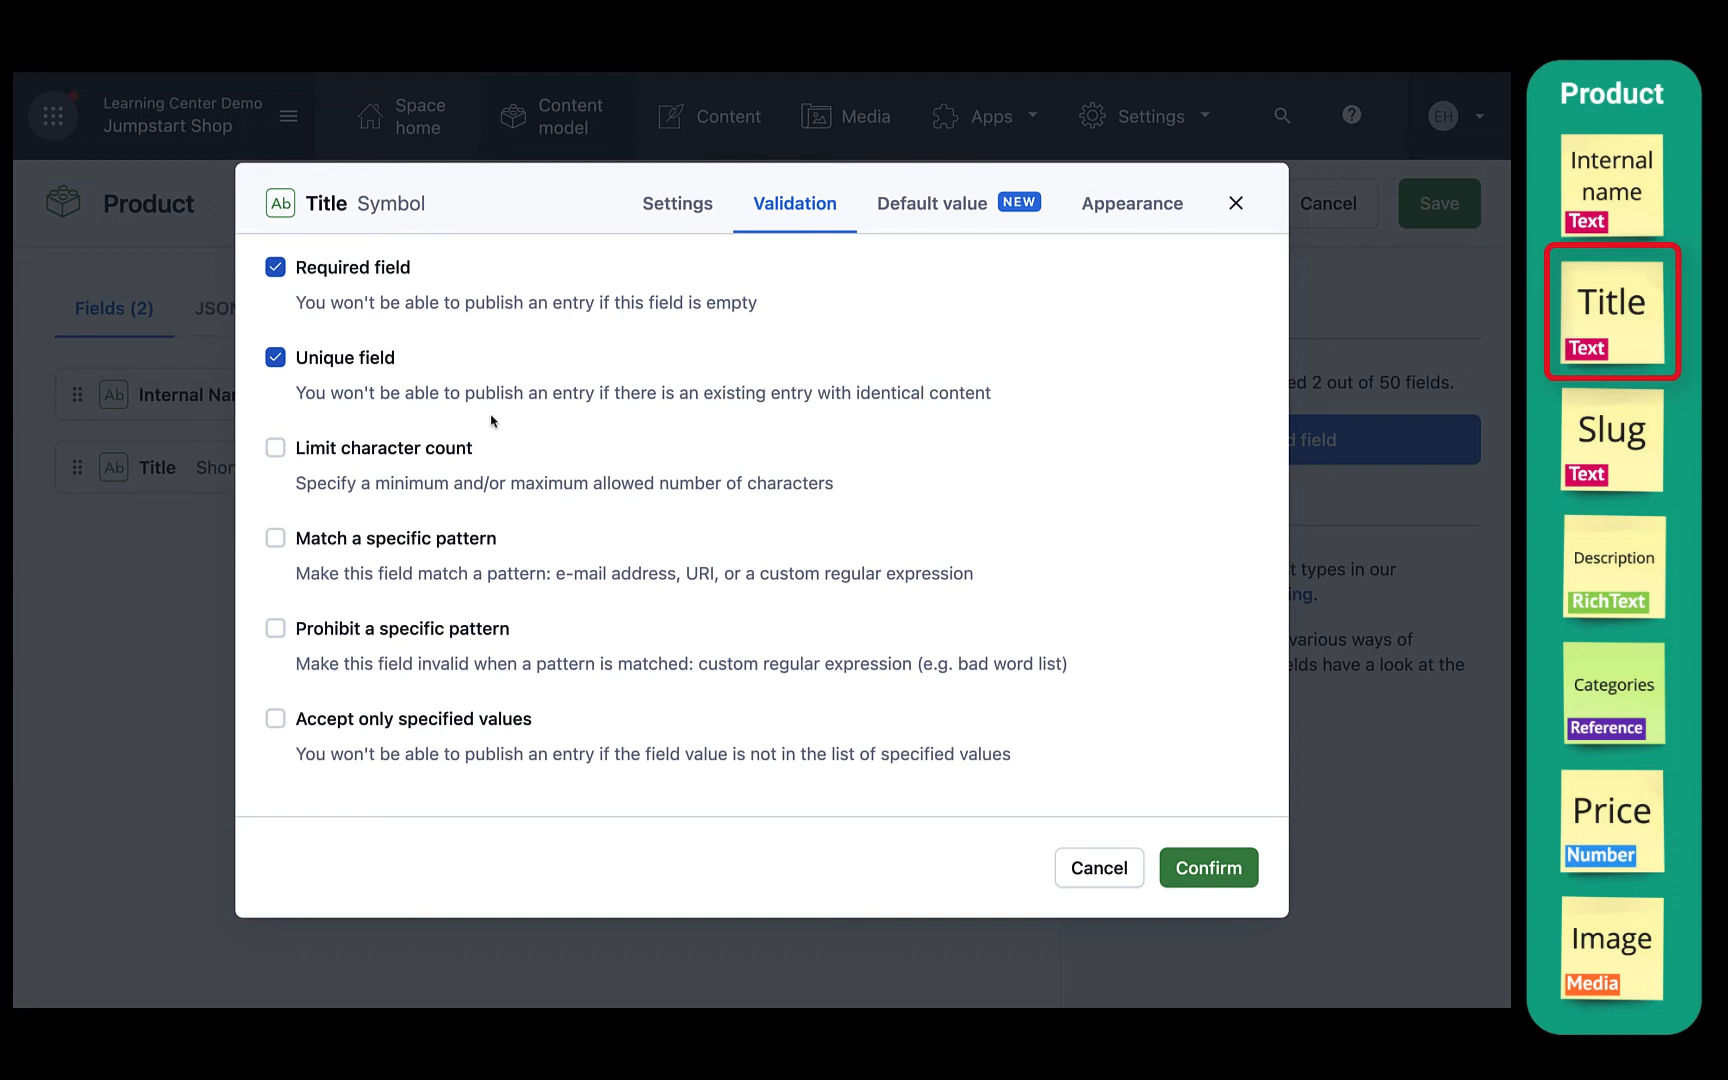 Learning Center Demo
Jumpstart Shop
Space home
Content model
Content
Media
Apps
Settings
EH
Product
Cancel
Save
Fields (2)
JSON
Ab Internal Na
Ab Title Shor
ed 2 out of 50 fields.
d field
t types in our
ing.
various ways of
elds have a look at the
Ab Title Symbol
Settings
Validation
Default value NEW
Appearance
Required field
You won't be able to publish an entry if this field is empty
Unique field
You won't be able to publish an entry if there is an existing entry with identical content
Limit character count
Specify a minimum and/or maximum allowed number of characters
Match a specific pattern
Make this field match a pattern: e-mail address, URI, or a custom regular expression
Prohibit a specific pattern
Make this field invalid when a pattern is matched: custom regular expression (e.g. bad word list)
Accept only specified values
You won't be able to publish an entry if the field value is not in the list of specified values
Cancel
Confirm
Product
Internal
name
Text
Title
Text
Slug
Text
Description
RichText
Categories
Reference
Price
Number
Image
Media